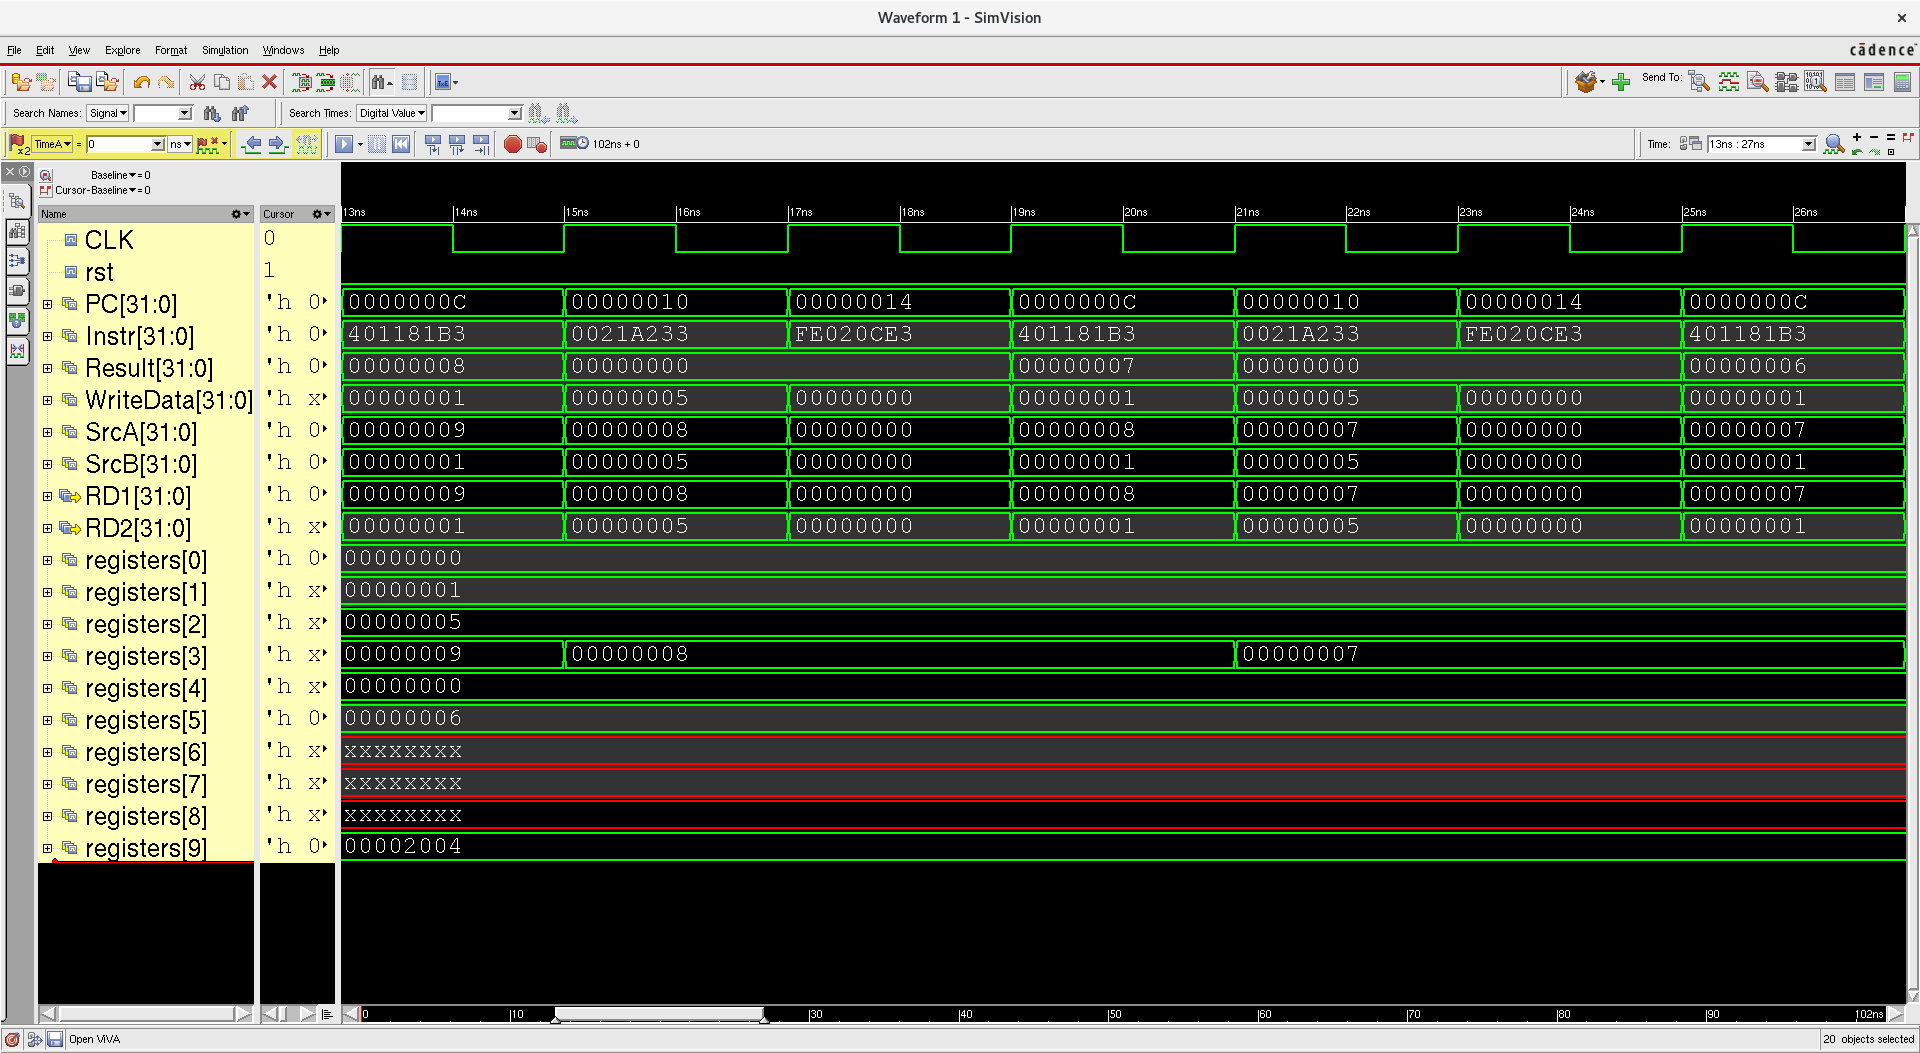 Waveform 1 - SimVision
File Edit View Explore Format Simulation Windows Help
cādence
Send To:
Search Names: Signal
Search Times: Digital Value
TimeA = 0 ns
102ns + 0
Time: 13ns : 27ns
Baseline = 0
Cursor-Baseline = 0
Name Cursor
13ns 14ns 15ns 16ns 17ns 18ns 19ns 20ns 21ns 22ns 23ns 24ns 25ns 26ns
CLK 0
rst 1
PC[31:0] 'h 0 0000000C 00000010 00000014 0000000C 00000010 00000014 0000000C
Instr[31:0] 'h 0 401181B3 0021A233 FE020CE3 401181B3 0021A233 FE020CE3 401181B3
Result[31:0] 'h 0 00000008 00000000 00000007 00000000 00000006
WriteData[31:0] 'h x 00000001 00000005 00000000 00000001 00000005 00000000 00000001
SrcA[31:0] 'h 0 00000009 00000008 00000000 00000008 00000007 00000000 00000007
SrcB[31:0] 'h 0 00000001 00000005 00000000 00000001 00000005 00000000 00000001
RD1[31:0] 'h 0 00000009 00000008 00000000 00000008 00000007 00000000 00000007
RD2[31:0] 'h x 00000001 00000005 00000000 00000001 00000005 00000000 00000001
registers[0] 'h 0 00000000
registers[1] 'h x 00000001
registers[2] 'h x 00000005
registers[3] 'h x 00000009 00000008 00000007
registers[4] 'h x 00000000
registers[5] 'h 0 00000006
registers[6] 'h x xxxxxxxx
registers[7] 'h x xxxxxxxx
registers[8] 'h x xxxxxxxx
registers[9] 'h 0 00002004
0 10 30 40 50 60 70 80 90 102ns
Open ViVA
20 objects selected